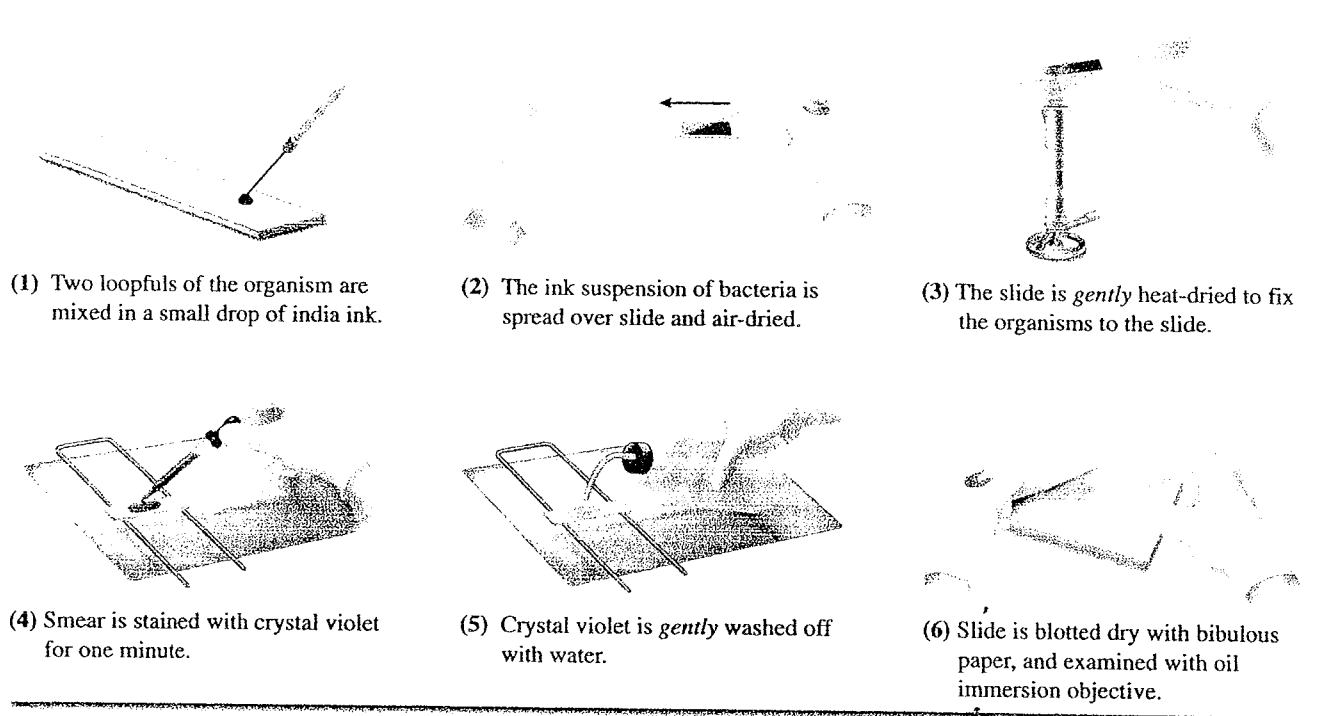 (1) Two loopfuls of the organism are
mixed in a small drop of india ink.
(2) The ink suspension of bacteria is
spread over slide and air-dried.
(3) The slide is gently heat-dried to fix
the organisms to the slide.
(4) Smear is stained with crystal violet
for one minute.
(5) Crystal violet is gently washed off
with water.
(6) Slide is blotted dry with bibulous
paper, and examined with oil
immersion objective.